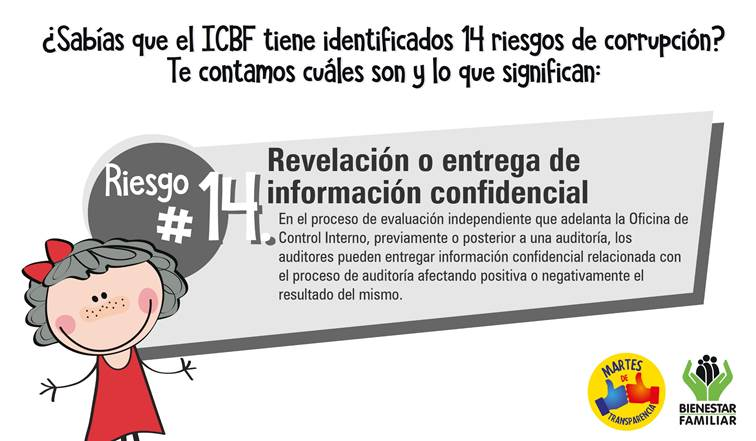 ¿Sabías que el ICBF tiene identificados 14 riesgos de corrupción?
Te contamos cuáles son y lo que significan:
Riesgo
#14.
Revelación o entrega de
información confidencial
En el proceso de evaluación independiente que adelanta la Oficina de
Control Interno, previamente o posterior a una auditoría, los
auditores pueden entregar información confidencial relacionada con
el proceso de auditoría afectando positiva o negativamente el
resultado del mismo.
MARTES
DE
TRANSPARENCIA
BIENESTAR
FAMILIAR